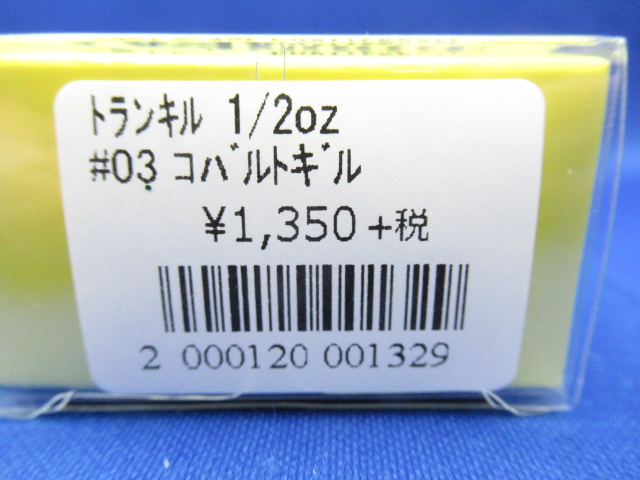 ﾄﾗﾝｷﾙ 1/2oz
#03 ｺﾊﾞﾙﾄｷﾞﾙ
¥1,350+税
2 000120 001329